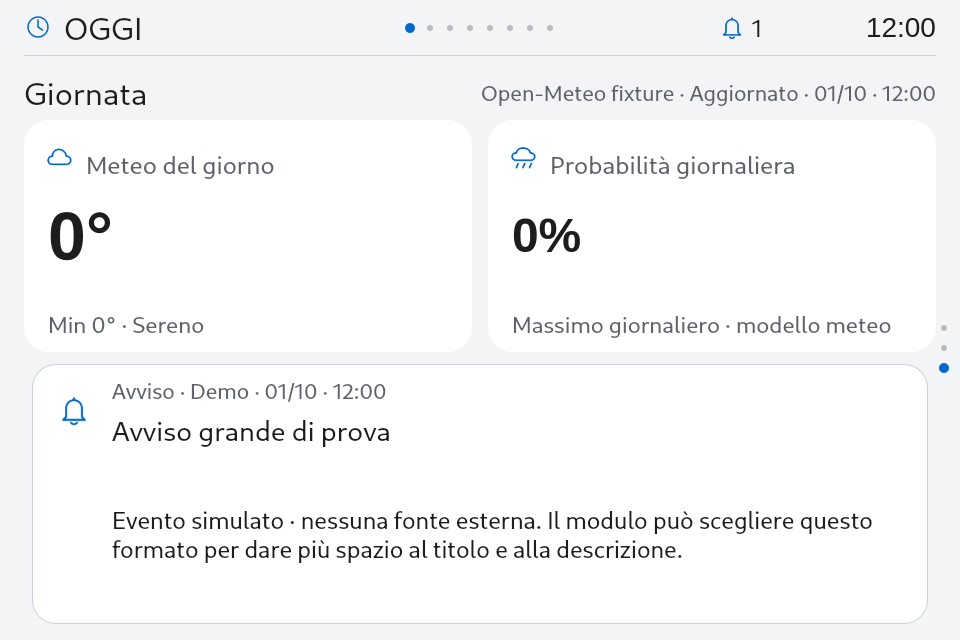 OGGI
1
12:00
Giornata
Open-Meteo fixture · Aggiornato · 01/10 · 12:00
Meteo del giorno
0°
Min 0° · Sereno
Probabilità giornaliera
0%
Massimo giornaliero · modello meteo
Avviso · Demo · 01/10 · 12:00
Avviso grande di prova
Evento simulato · nessuna fonte esterna. Il modulo può scegliere questo
formato per dare più spazio al titolo e alla descrizione.